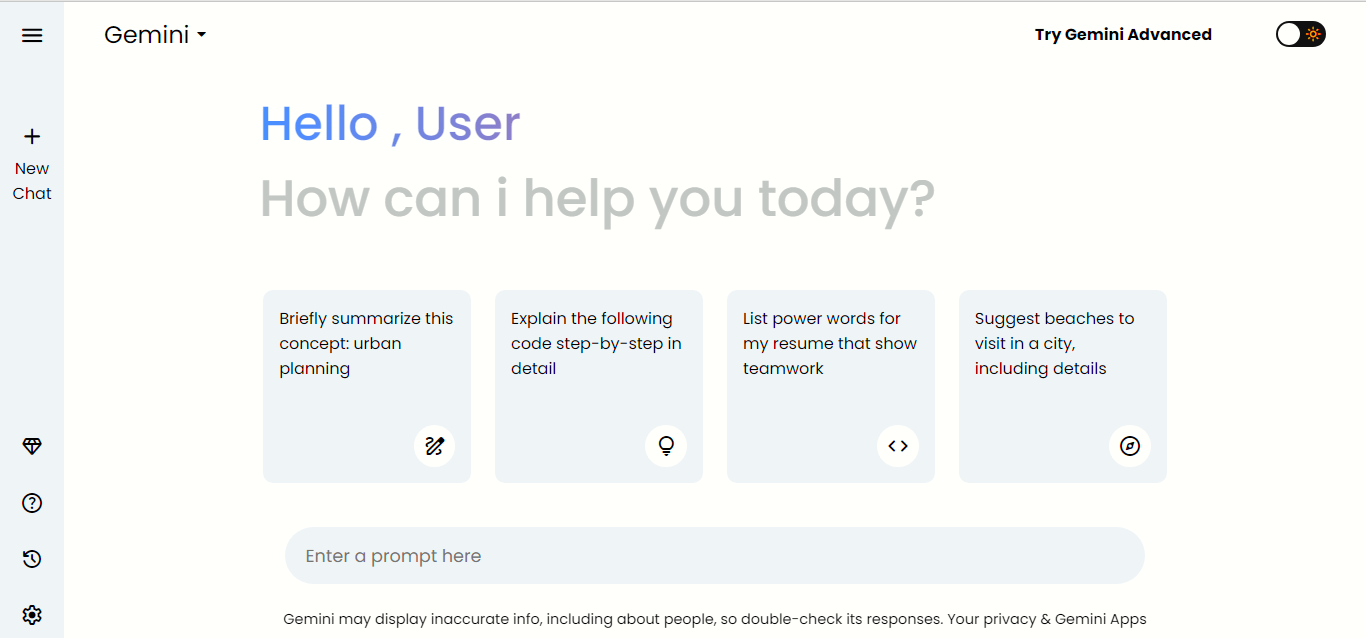 Gemini
Try Gemini Advanced
New
Chat
Hello , User
How can i help you today?
Briefly summarize this
concept: urban
planning
Explain the following
code step-by-step in
detail
List power words for
my resume that show
teamwork
Suggest beaches to
visit in a city,
including details
Enter a prompt here
Gemini may display inaccurate info, including about people, so double-check its responses. Your privacy & Gemini Apps